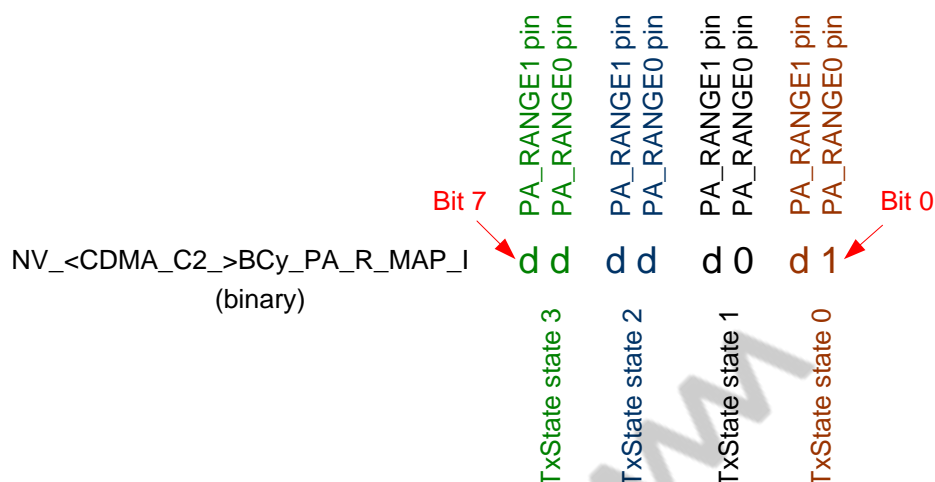 PA_RANGE1 pin
PA_RANGE0 pin
PA_RANGE1 pin
PA_RANGE0 pin
PA_RANGE1 pin
PA_RANGE0 pin
PA_RANGE1 pin
PA_RANGE0 pin
Bit 7
Bit 0
NV_<CDMA_C2_>BCy_PA_R_MAP_I d d d d d 0 d 1
(binary)
TxState state 3
TxState state 2
TxState state 1
TxState state 0